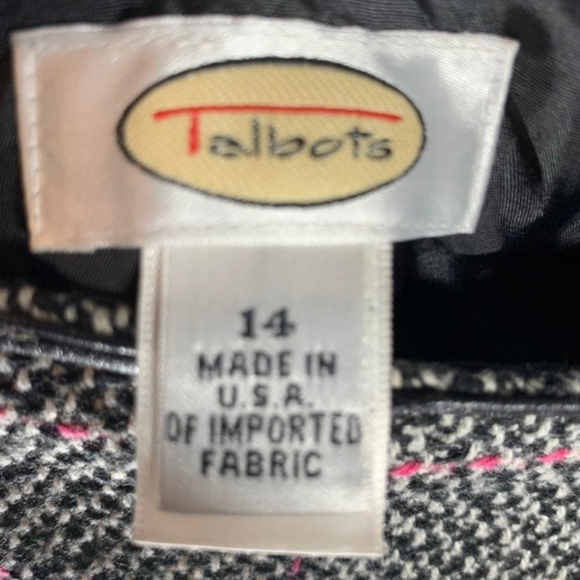 Talbots
14
MADE IN
U.S.A.
OF IMPORTED
FABRIC